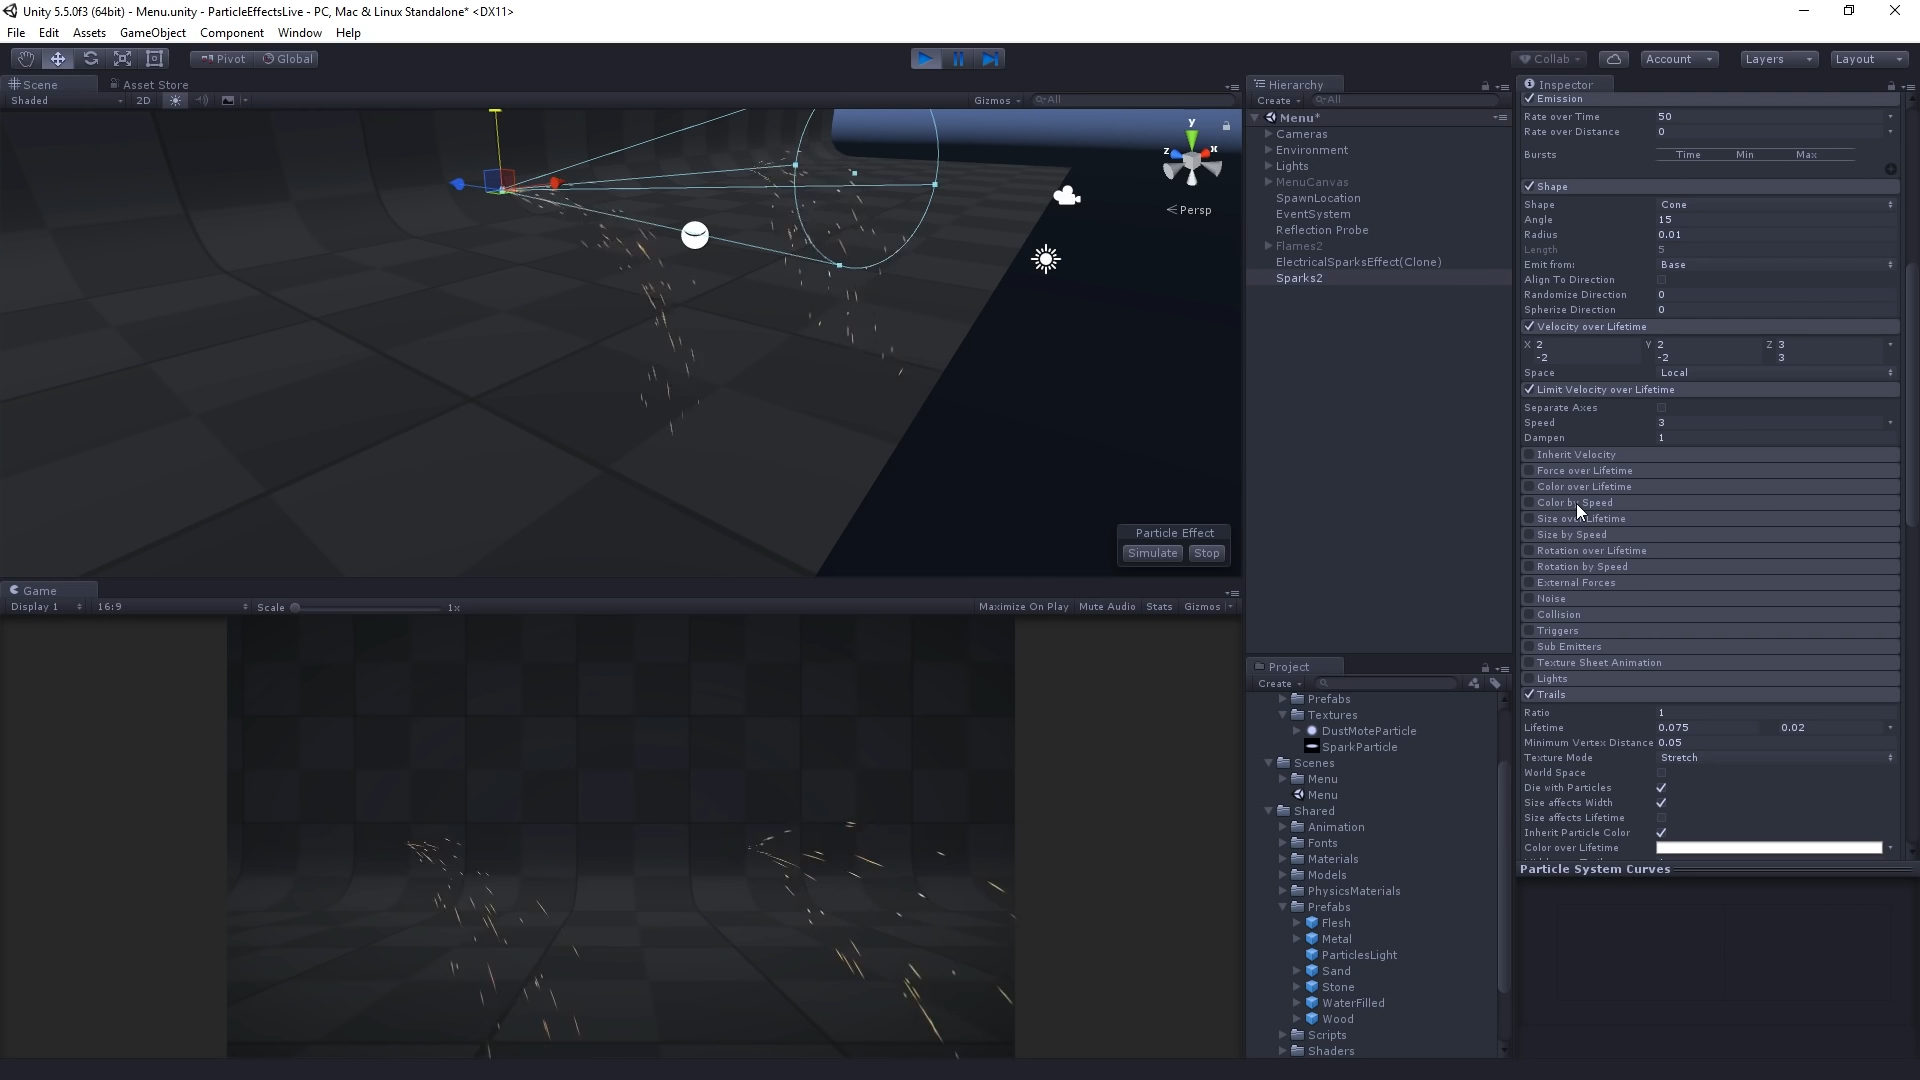 Unity 5.5.0f3 (64bit) - Menu.unity - ParticleEffectsLive - PC, Mac & Linux Standalone* <DX11>
File Edit Assets GameObject Component Window Help
Pivot Global Collab Account Layers Layout
Scene Asset Store
Shaded 2D Gizmos All
y
z x
Persp
Particle Effect
Simulate Stop
Game
Display 1 16:9 Scale 1x Maximize On Play Mute Audio Stats Gizmos
Hierarchy
Create All
Menu*
Cameras
Environment
Lights
MenuCanvas
SpawnLocation
EventSystem
Reflection Probe
Flames2
ElectricalSparksEffect(Clone)
Sparks2
Project
Create
Prefabs
Textures
DustMoteParticle
SparkParticle
Scenes
Menu
Menu
Shared
Animation
Fonts
Materials
Models
PhysicsMaterials
Prefabs
Flesh
Metal
ParticlesLight
Sand
Stone
WaterFilled
Wood
Scripts
Shaders
Inspector
Emission
Rate over Time 50
Rate over Distance 0
Bursts Time Min Max
Shape
Shape Cone
Angle 15
Radius 0.01
Length 5
Emit from: Base
Align To Direction
Randomize Direction 0
Spherize Direction 0
Velocity over Lifetime
X 2 Y 2 Z 3
-2 -2 3
Space Local
Limit Velocity over Lifetime
Separate Axes
Speed 3
Dampen 1
Inherit Velocity
Force over Lifetime
Color over Lifetime
Color by Speed
Size over Lifetime
Size by Speed
Rotation over Lifetime
Rotation by Speed
External Forces
Noise
Collision
Triggers
Sub Emitters
Texture Sheet Animation
Lights
Trails
Ratio 1
Lifetime 0.075 0.02
Minimum Vertex Distance 0.05
Texture Mode Stretch
World Space
Die with Particles
Size affects Width
Size affects Lifetime
Inherit Particle Color
Color over Lifetime
Particle System Curves